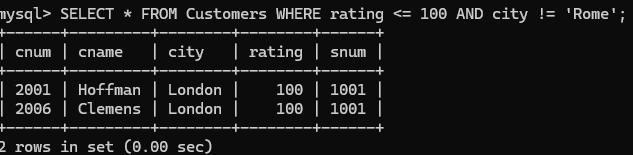 mysql> SELECT * FROM Customers WHERE rating <= 100 AND city != 'Rome';
+------+---------+--------+--------+------+
| cnum | cname   | city   | rating | snum |
+------+---------+--------+--------+------+
| 2001 | Hoffman | London |    100 | 1001 |
| 2006 | Clemens | London |    100 | 1001 |
+------+---------+--------+--------+------+
2 rows in set (0.00 sec)